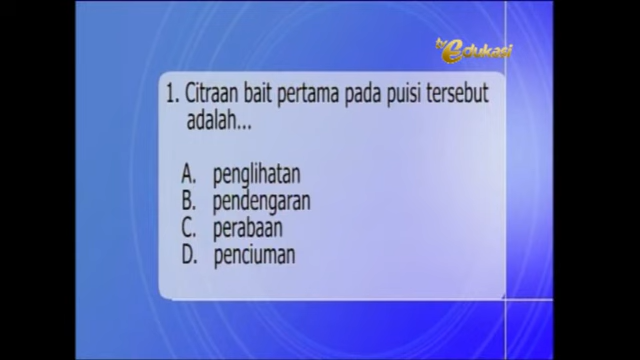 tv edukasi
1. Citraan bait pertama pada puisi tersebut
adalah...
A. penglihatan
B. pendengaran
C. perabaan
D. penciuman